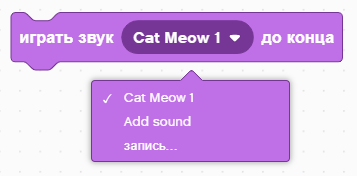 играть звук Cat Meow 1 до конца
Cat Meow 1
Add sound
запись...